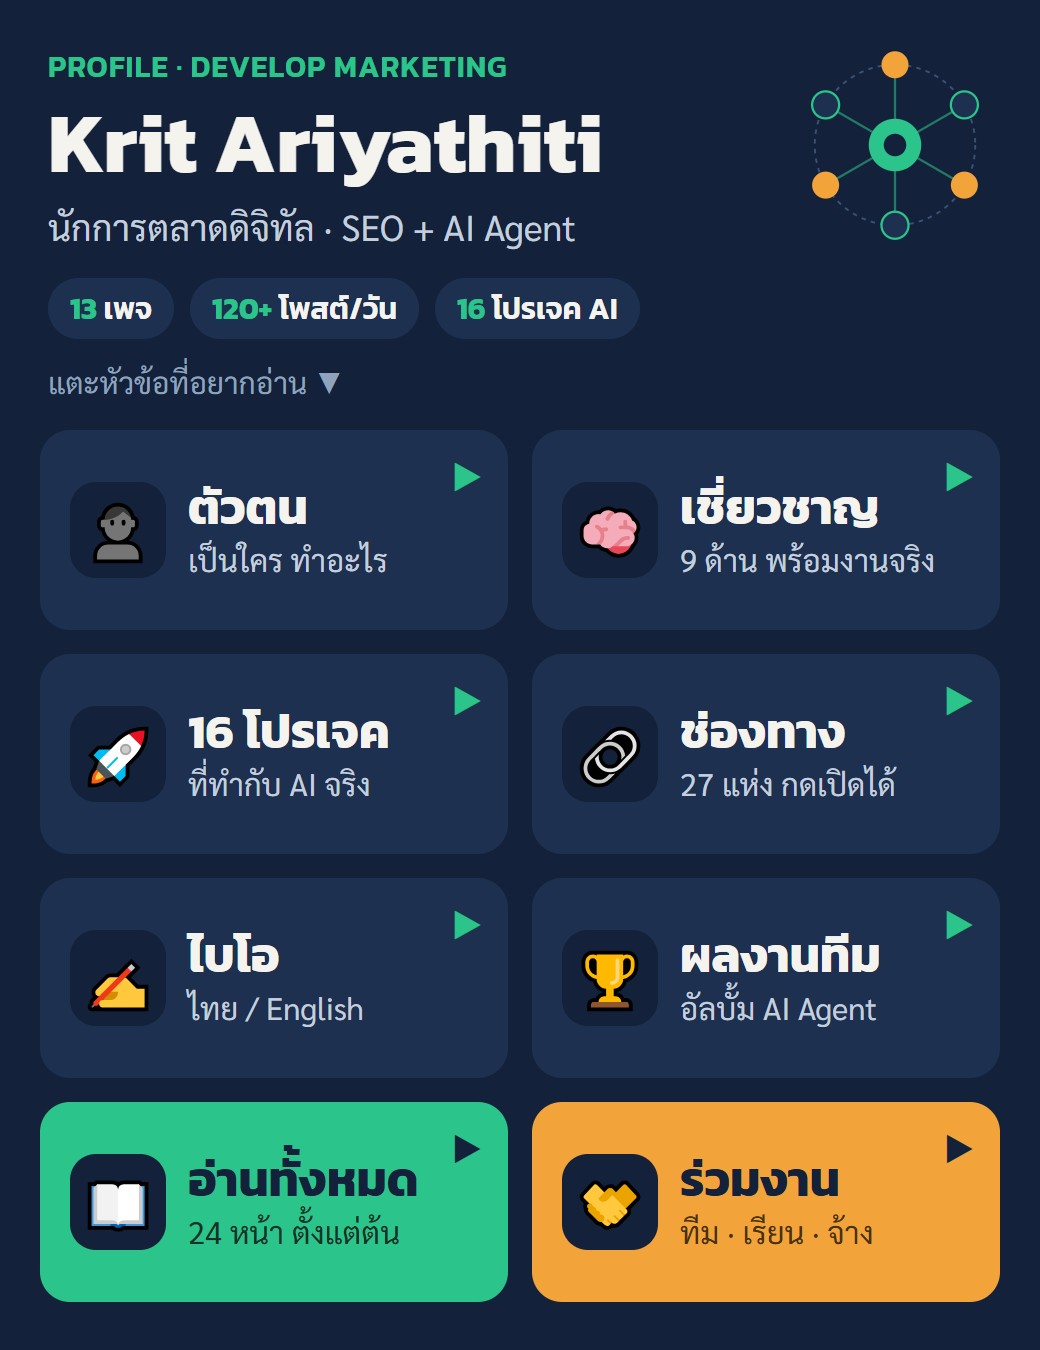 PROFILE · DEVELOP MARKETING
Krit Ariyathiti
นักการตลาดดิจิทัล · SEO + AI Agent
13 เพจ
120+ โพสต์/วัน
16 โปรเจค AI
แตะหัวข้อที่อยากอ่าน ▼
ตัวตน
เป็นใคร ทำอะไร
เชี่ยวชาญ
9 ด้าน พร้อมงานจริง
16 โปรเจค
ที่ทำกับ AI จริง
ช่องทาง
27 แห่ง กดเปิดได้
ไบโอ
ไทย / English
ผลงานทีม
อัลบั้ม AI Agent
อ่านทั้งหมด
24 หน้า ตั้งแต่ต้น
ร่วมงาน
ทีม · เรียน · จ้าง